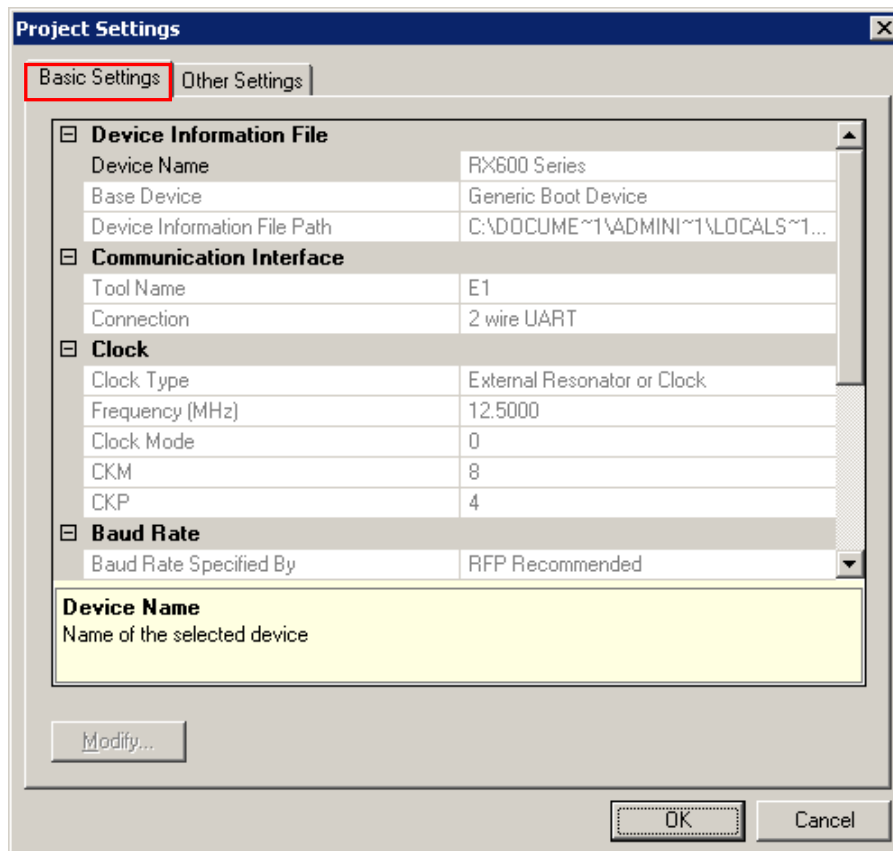 Project Settings
Basic Settings
Other Settings
Device Information File
Device Name RX600 Series
Base Device Generic Boot Device
Device Information File Path C:\DOCUME~1\ADMINI~1\LOCALS~1...
Communication Interface
Tool Name E1
Connection 2 wire UART
Clock
Clock Type External Resonator or Clock
Frequency (MHz) 12.5000
Clock Mode 0
CKM 8
CKP 4
Baud Rate
Baud Rate Specified By RFP Recommended
Device Name
Name of the selected device
Modify...
OK Cancel